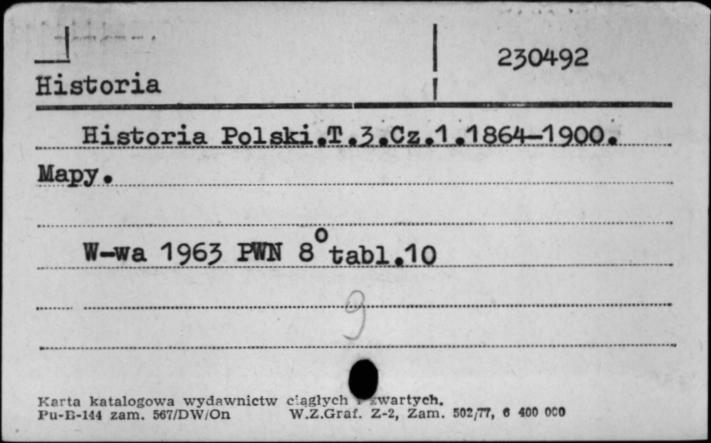 230492
Historia
Historia Polski.T.3.Cz.1.1864-1900.
Mapy.
W-wa 1963 PWN 8° tabl.10
9
Karta katalogowa wydawnictw ciągłych i zwartych.
Pu-B-144 zam. 567/DW/On W.Z.Graf. Z-2, Zam. 502/77, 6 400 000